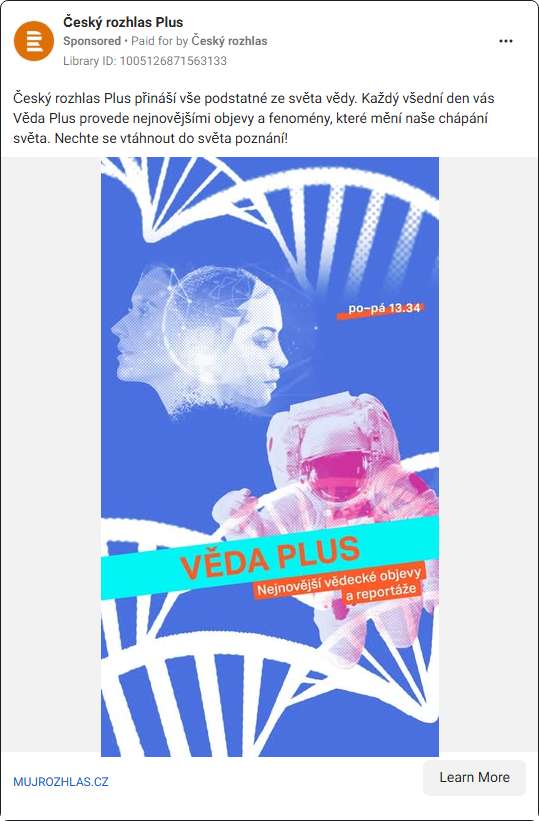 Český rozhlas Plus
Sponsored • Paid for by Český rozhlas
Library ID: 1005126871563133
Český rozhlas Plus přináší vše podstatné ze světa vědy. Každý všední den vás
Věda Plus provede nejnovějšími objevy a fenomény, které mění naše chápání
světa. Nechte se vtáhnout do světa poznání!
po–pá 13.34
VĚDA PLUS
Nejnovější vědecké objevy
a reportáže
MUJROZHLAS.CZ
Learn More